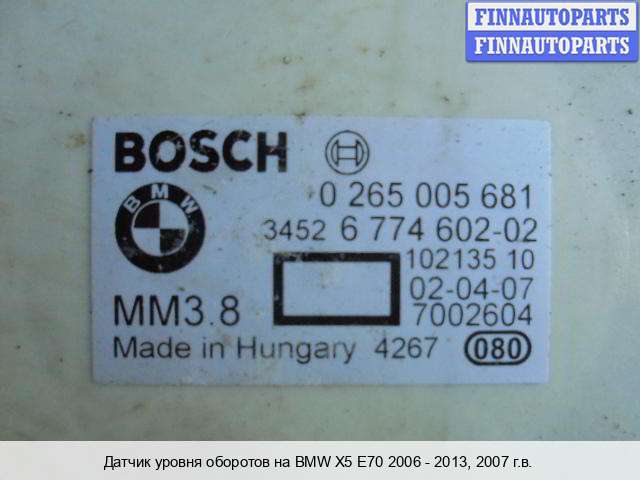 FINNAUTOPARTS
FINNAUTOPARTS
BOSCH
0 265 005 681
BMW
3452 6 774 602-02
102135 10
02-04-07
MM3.8
7002604
Made in Hungary 4267 080
Датчик уровня оборотов на BMW X5 E70 2006 - 2013, 2007 г.в.